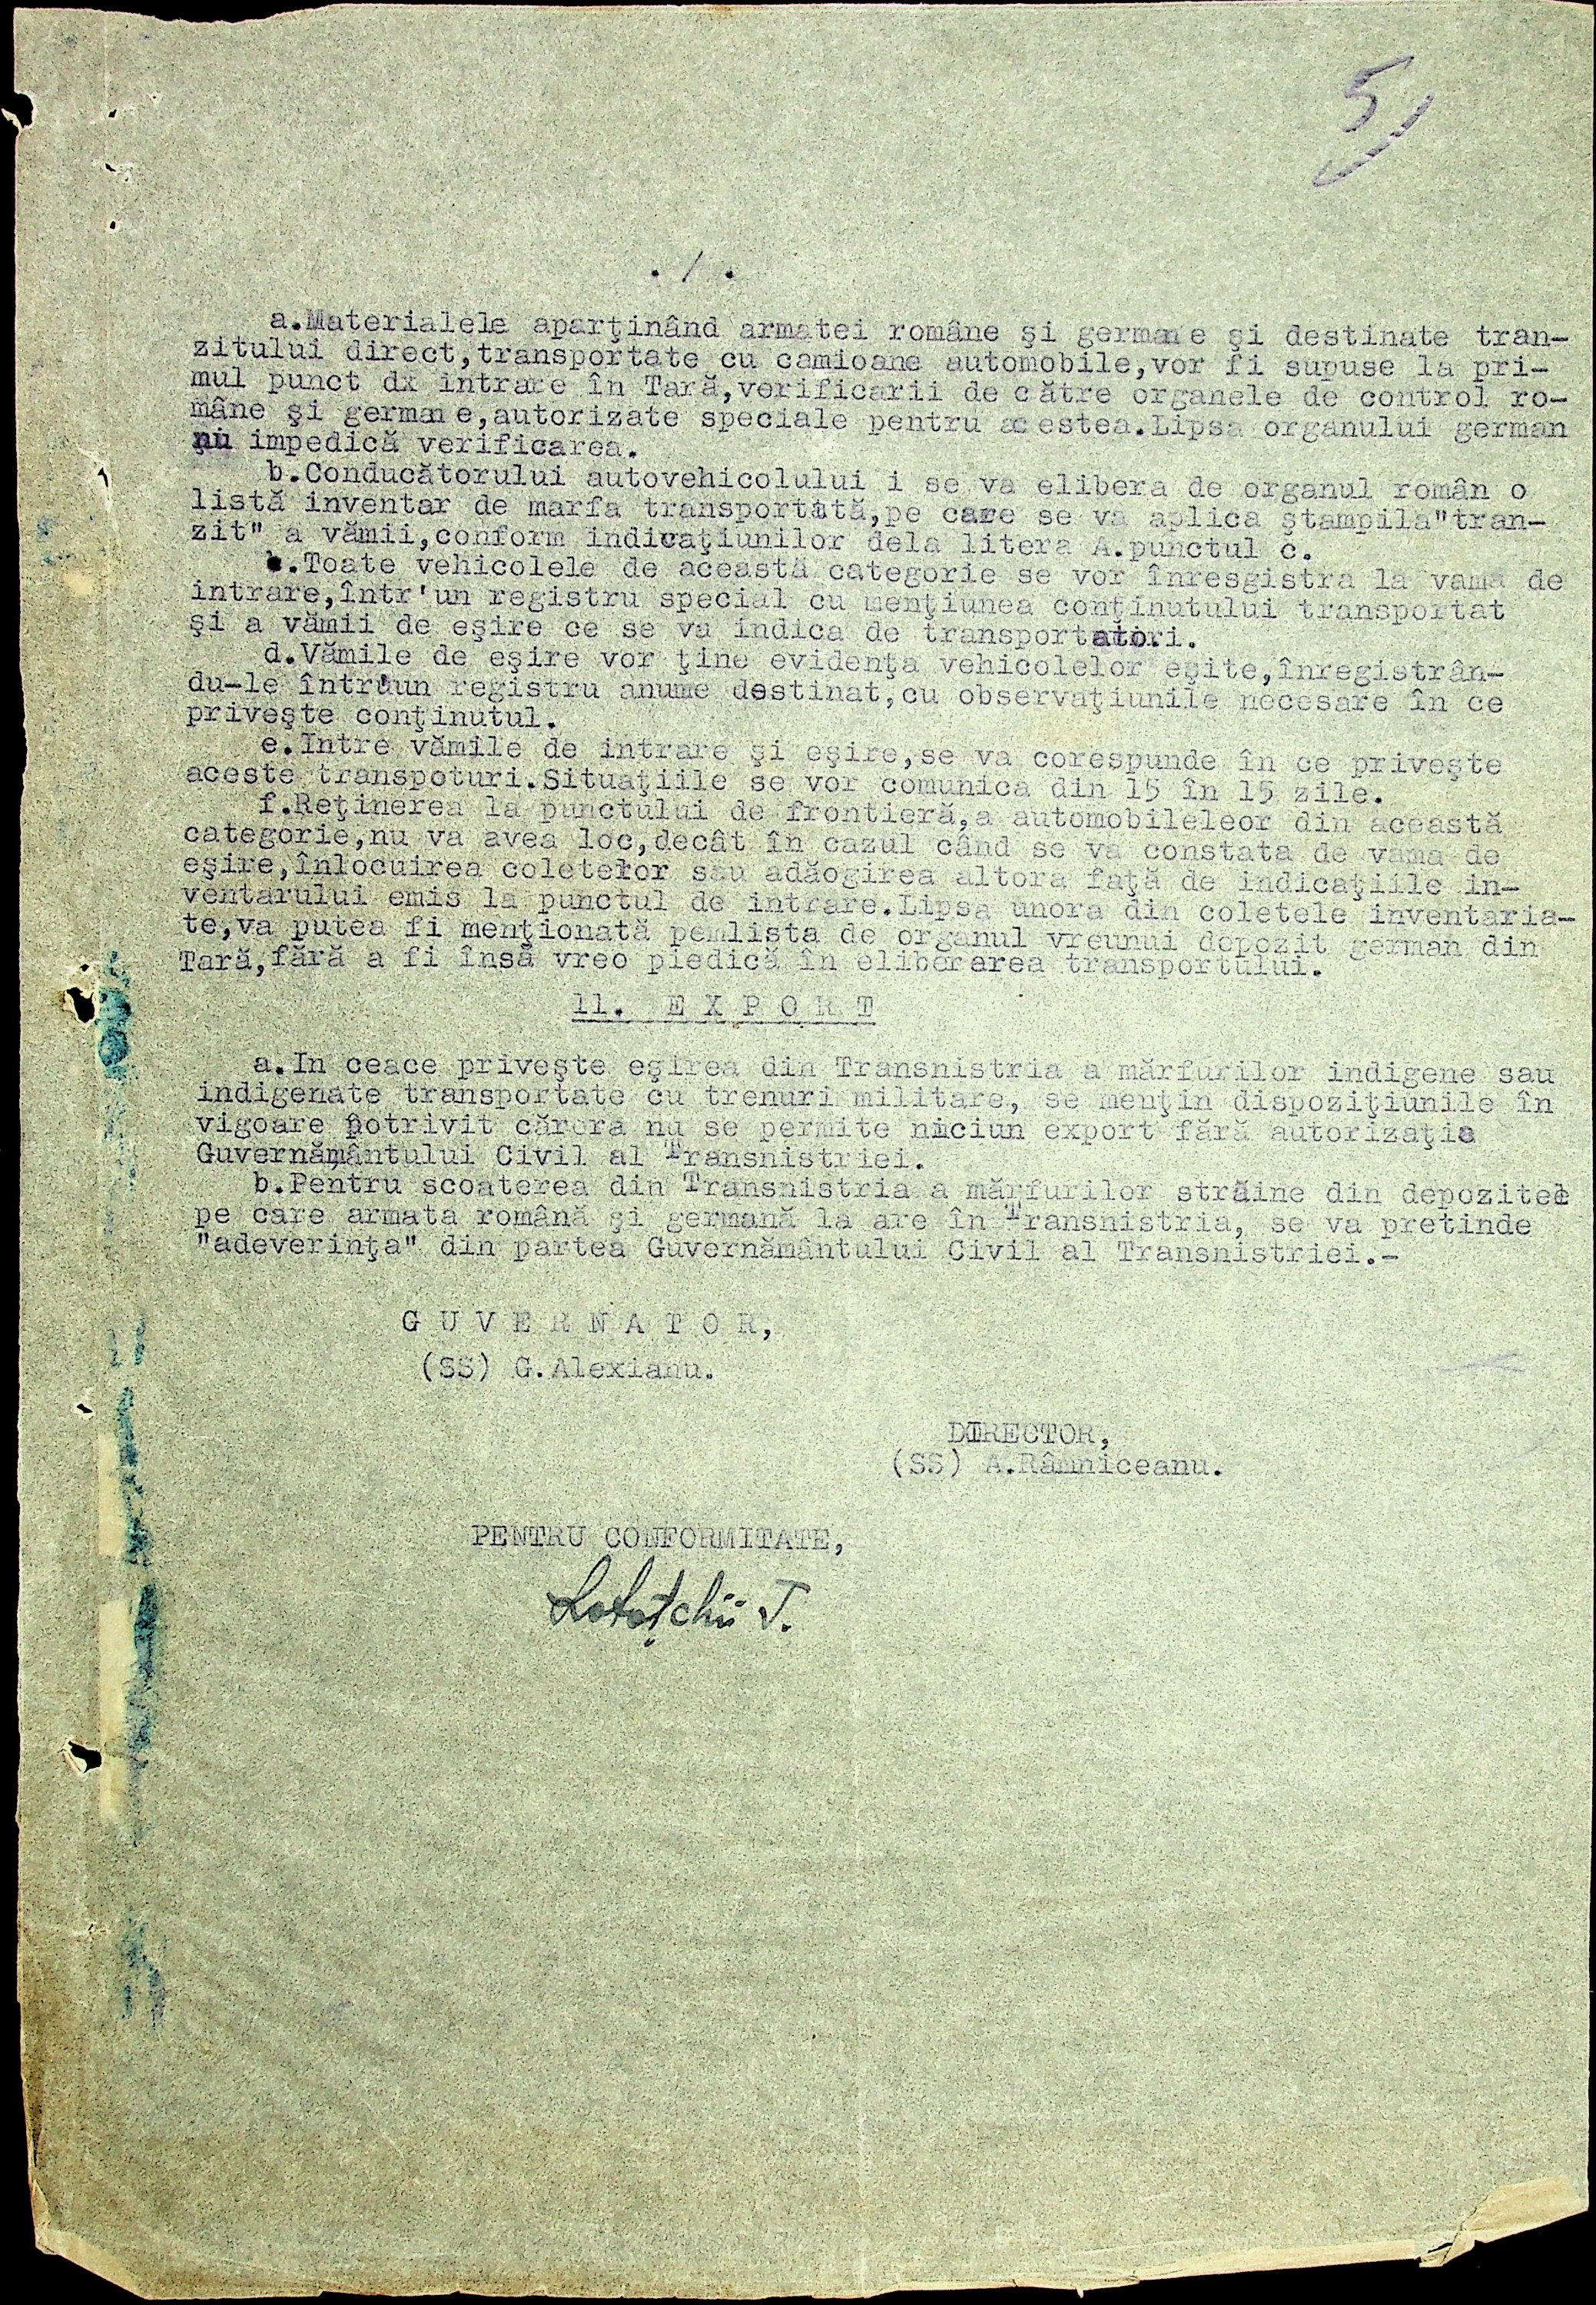 5
./.
a.Materialele aparţinând armatei române şi germane şi destinate tran-
zitului direct,transportate cu camioane automobile,vor fi supuse la pri-
mul punct dx intrare în Tară,verificarii de către organele de control ro-
mâne şi germane,autorizate speciale pentru acestea.Lipsa organului german
nu impedică verificarea.
b.Conducătorului autovehicolului i se va elibera de organul român o
listă inventar de marfa transportată,pe care se va aplica ştampila"tran-
zit" a vămii,conform indicaţiunilor dela litera A.punctul c.
c.Toate vehicolele de această categorie se vor înresgistra la vama de
intrare,într'un registru special cu menţiunea conţinutului transportat
şi a vămii de eşire ce se va indica de transportatori.
d.Vămile de eşire vor ţine evidenţa vehicolelor eşite,înregistrân-
du-le într'un registru anume destinat,cu observaţiunile necesare în ce
priveşte conţinutul.
e.Intre vămile de intrare şi eşire,se va corespunde în ce priveşte
aceste transpoturi.Situaţiile se vor comunica din 15 în 15 zile.
f.Reţinerea la punctului de frontieră,a automobileleor din această
categorie,nu va avea loc,decât în cazul când se va constata de vama de
eşire,înlocuirea coletelor sau adăogirea altora faţă de indicaţiile in-
ventarului emis la punctul de intrare.Lipsa unora din coletele inventaria-
te,va putea fi menţionată pe lista de organul vreunui depozit german din
Tară,fără a fi însă vreo piedică în eliberarea transportului.
11. E X P O R T
a.In ceace priveşte eşirea din Transnistria a mărfurilor indigene sau
indigenate transportate cu trenuri militare, se menţin dispoziţiunile în
vigoare potrivit cărora nu se permite niciun export fără autorizaţia
Guvernământului Civil al Transnistriei.
b.Pentru scoaterea din Transnistria a mărfurilor străine din depozitele
pe care armata română şi germană la are în Transnistria, se va pretinde
"adeverinţa" din partea Guvernământului Civil al Transnistriei.-
G U V E R N A T O R,
(SS) G.Alexianu.
DIRECTOR,
(SS) A.Râmniceanu.
PENTRU CONFORMITATE,